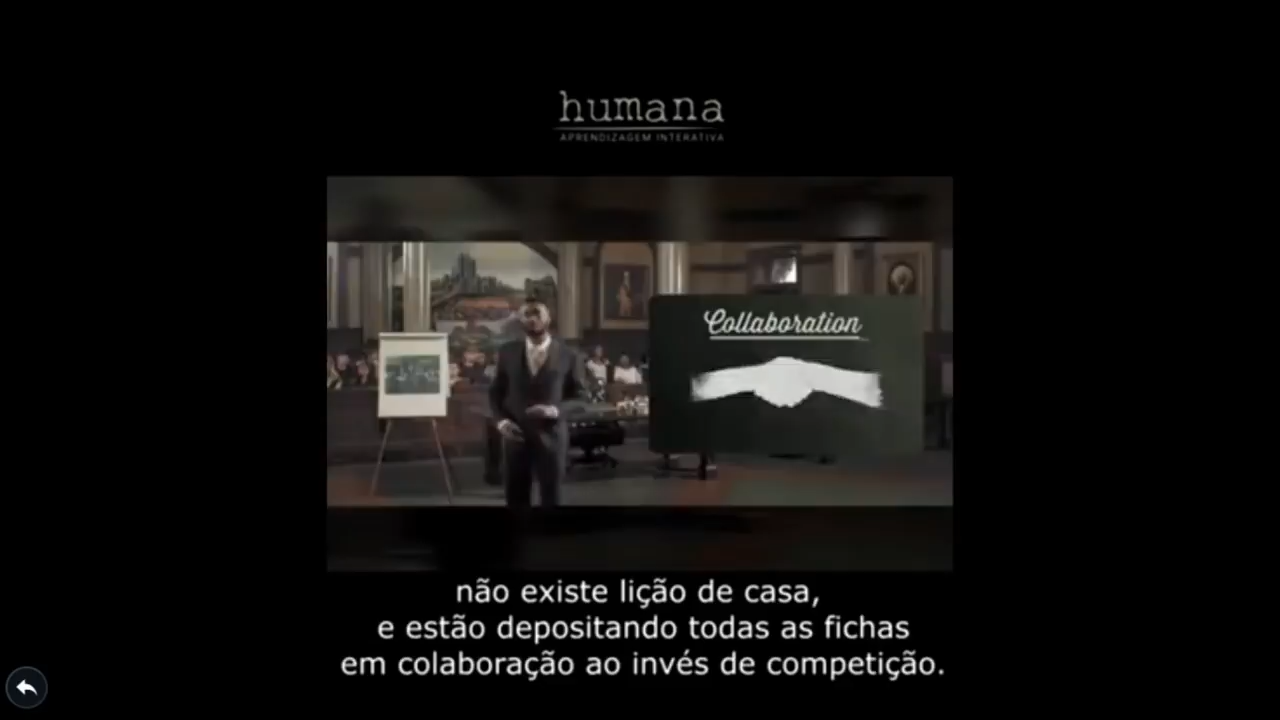 humana
APRENDIZAGEM INTERATIVA
Collaboration
não existe lição de casa,
e estão depositando todas as fichas
em colaboração ao invés de competição.